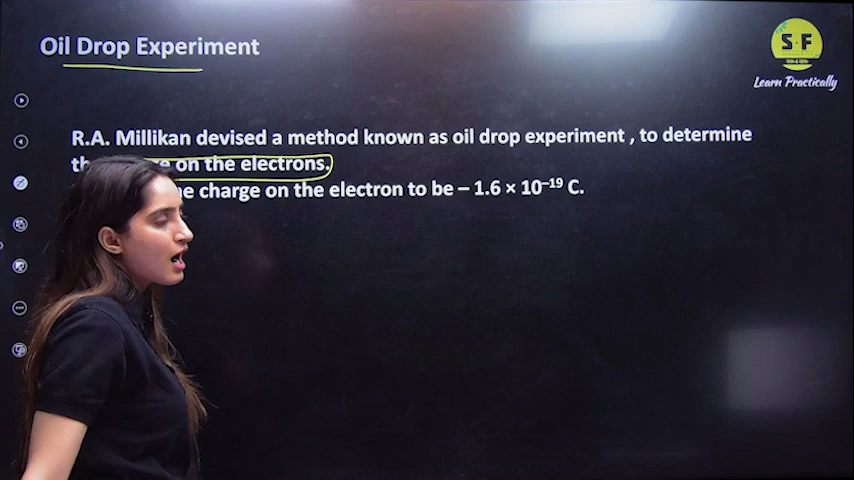 Oil Drop Experiment
S F
Learn Practically
R.A. Millikan devised a method known as oil drop experiment , to determine
on the electrons.
charge on the electron to be – 1.6 × 10⁻¹⁹ C.